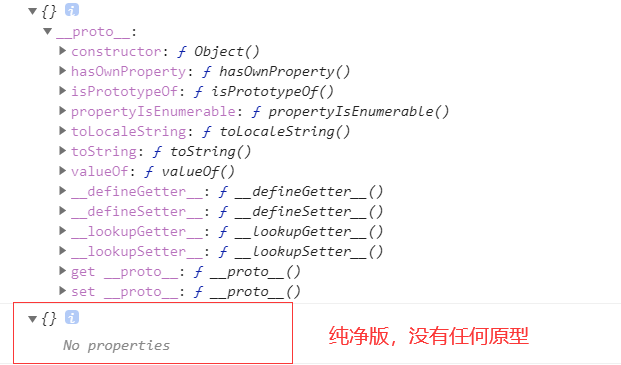 ▼{} i
▼__proto__:
▶constructor: ƒ Object()
▶hasOwnProperty: ƒ hasOwnProperty()
▶isPrototypeOf: ƒ isPrototypeOf()
▶propertyIsEnumerable: ƒ propertyIsEnumerable()
▶toLocaleString: ƒ toLocaleString()
▶toString: ƒ toString()
▶valueOf: ƒ valueOf()
▶__defineGetter__: ƒ __defineGetter__()
▶__defineSetter__: ƒ __defineSetter__()
▶__lookupGetter__: ƒ __lookupGetter__()
▶__lookupSetter__: ƒ __lookupSetter__()
▶get __proto__: ƒ __proto__()
▶set __proto__: ƒ __proto__()
▼{} i
No properties
纯净版，没有任何原型